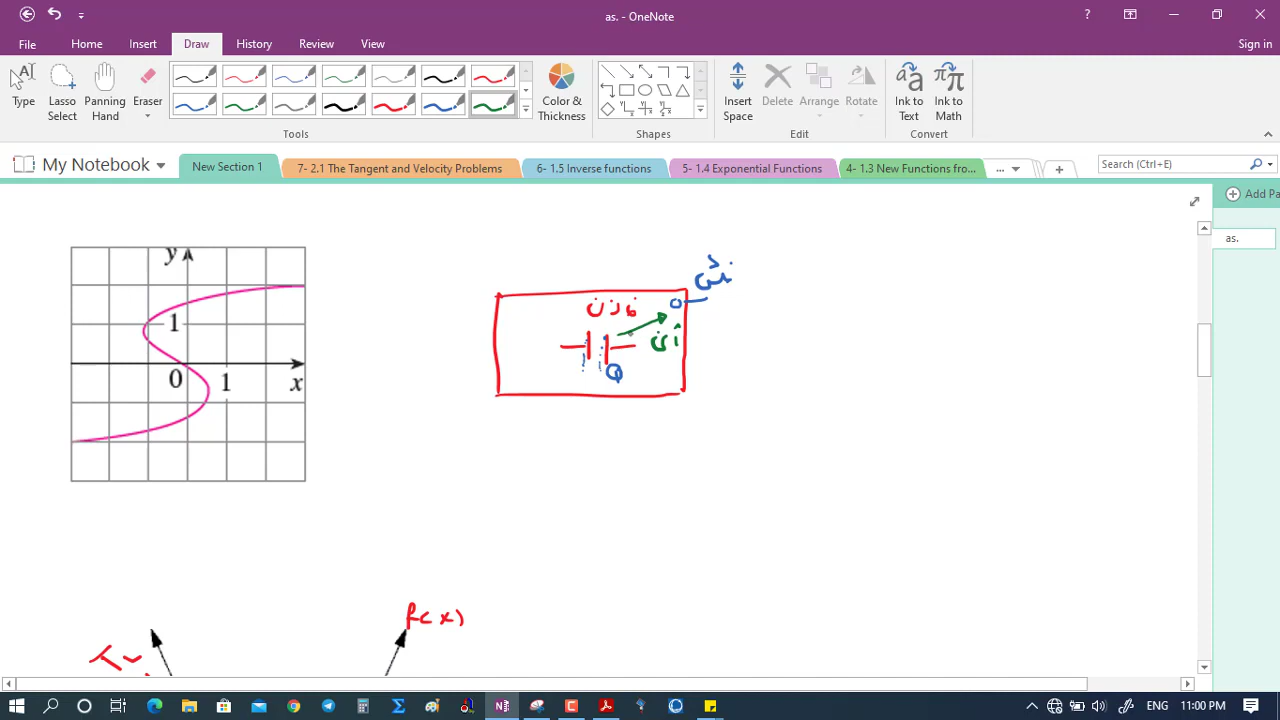 as. - OneNote
Sign in
File Home Insert Draw History Review View
Type
Lasso Select
Panning Hand
Eraser
Color & Thickness
Insert Space
Delete
Arrange
Rotate
Ink to Text
Ink to Math
Tools
Shapes
Edit
Convert
My Notebook
New Section 1
7- 2.1 The Tangent and Velocity Problems
6- 1.5 Inverse functions
5- 1.4 Exponential Functions
4- 1.3 New Functions fro...
...
Search (Ctrl+E)
Add Pa
as.
y
1
0
1
x
Q
f(x)
ENG 11:00 PM